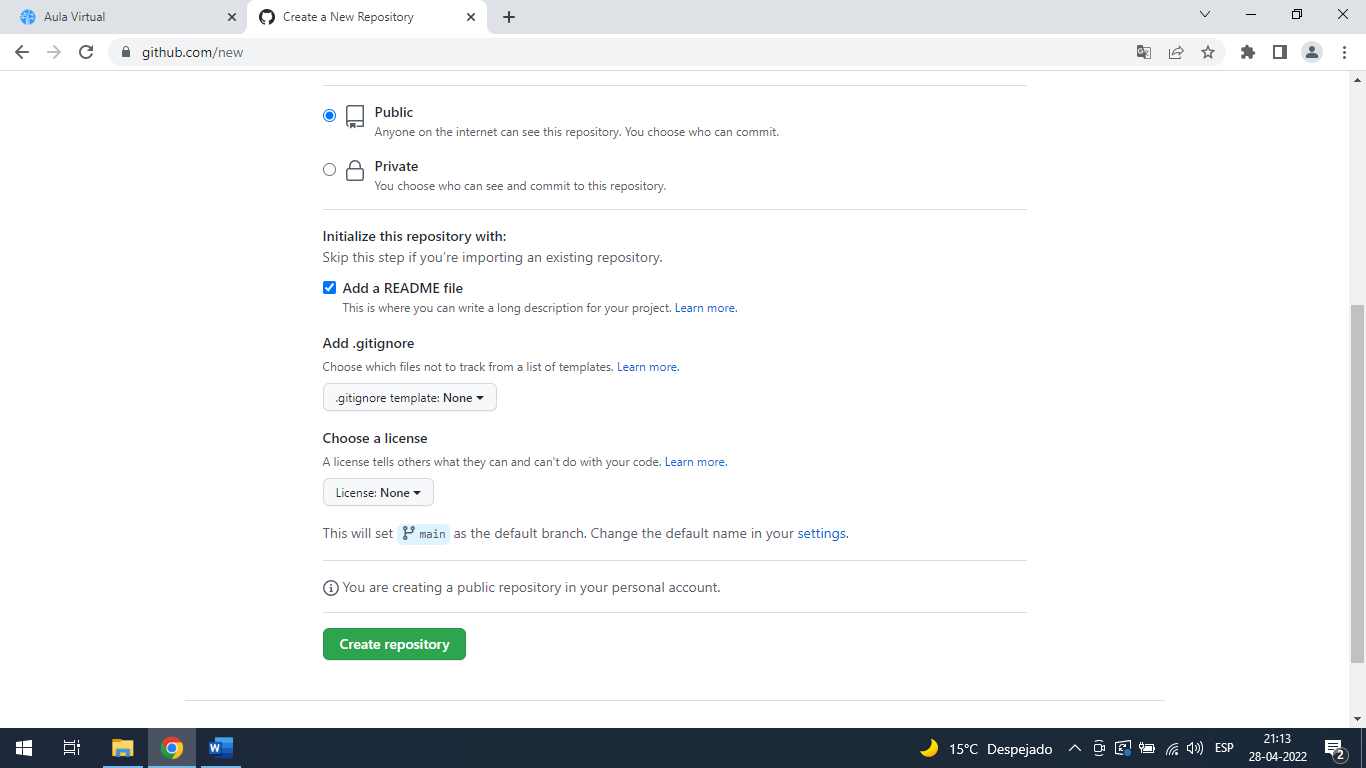 Aula Virtual
Create a New Repository
github.com/new
Public
Anyone on the internet can see this repository. You choose who can commit.
Private
You choose who can see and commit to this repository.
Initialize this repository with:
Skip this step if you're importing an existing repository.
Add a README file
This is where you can write a long description for your project. Learn more.
Add .gitignore
Choose which files not to track from a list of templates. Learn more.
.gitignore template: None
Choose a license
A license tells others what they can and can't do with your code. Learn more.
License: None
This will set main as the default branch. Change the default name in your settings.
You are creating a public repository in your personal account.
Create repository
15°C Despejado
ESP
21:13
28-04-2022
2